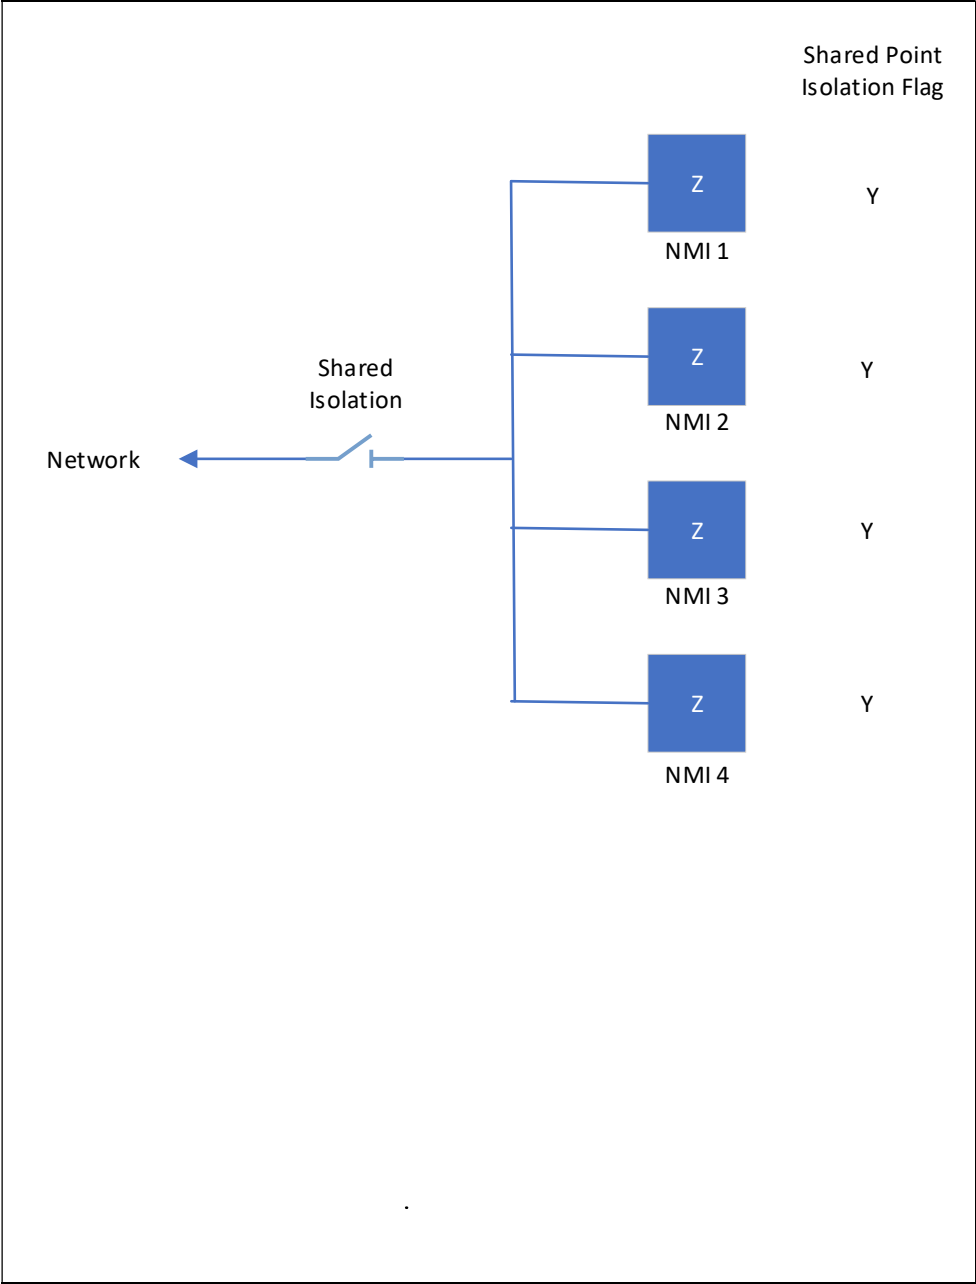 Shared Point
Isolation Flag
Z
Y
NMI 1
Z
Y
NMI 2
Shared
Isolation
Network
Z
Y
NMI 3
Z
Y
NMI 4
.